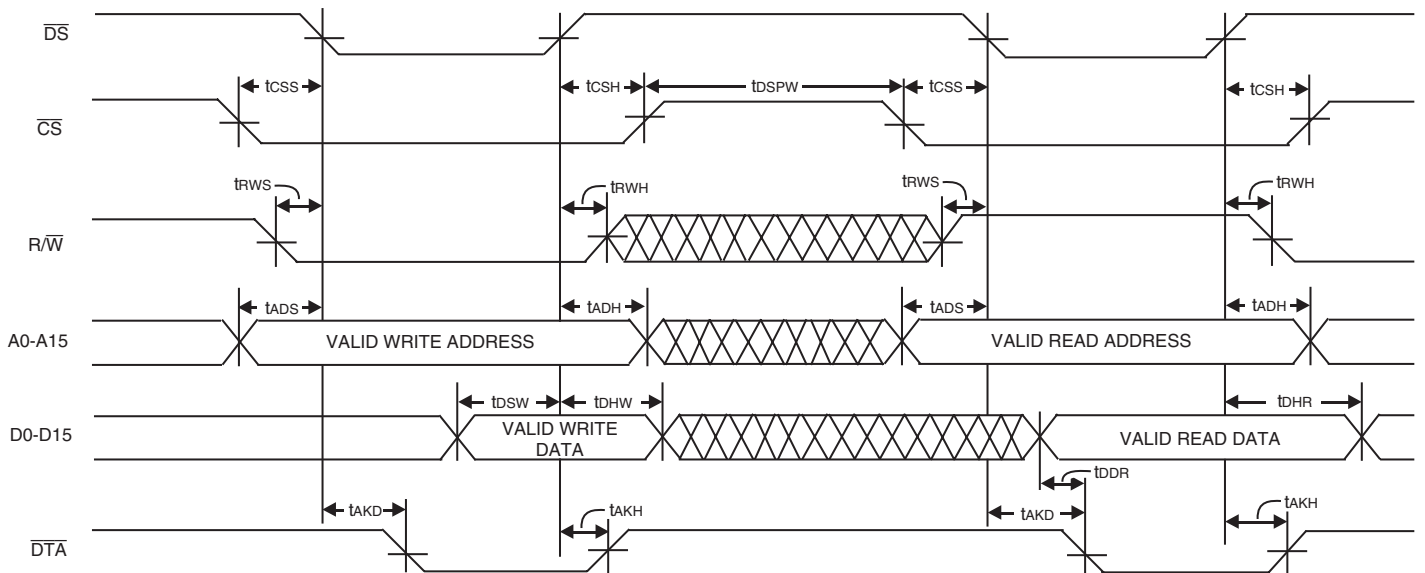 DS
tCSS tCSH tDSPW tCSS tCSH
CS
tRWS tRWH tRWS tRWH
R/W
tADS tADH tADS tADH
A0-A15 VALID WRITE ADDRESS VALID READ ADDRESS
tDSW tDHW tDHR
D0-D15 VALID WRITE DATA VALID READ DATA
tDDR
tAKD tAKH tAKD tAKH
DTA